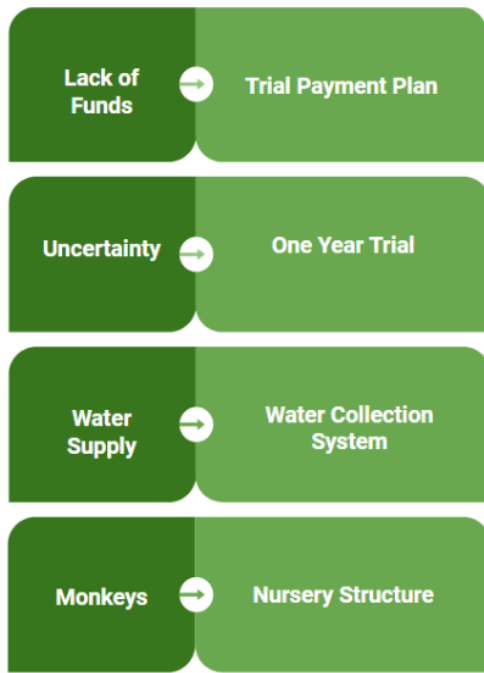 Lack of
Funds
Trial Payment Plan
Uncertainty
One Year Trial
Water
Supply
Water Collection
System
Monkeys
Nursery Structure